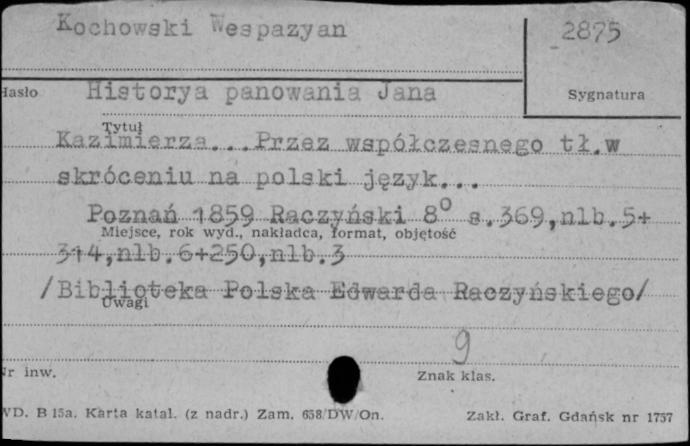 Kochowski Wespazyan
2875
Hasło Historya panowania Jana
Sygnatura
Tytuł
Kazimierza...Przez współczesnego tł.w
skróceniu na polski język...
Poznań 1859 Raczyński 8° s.369,nlb.5+
Miejsce, rok wyd., nakładca, format, objętość
314,nlb.6+250,nlb.3
/Biblioteka Polska Edwarda Raczyńskiego/
Uwagi
9
Nr inw.
Znak klas.
WD. B 15a. Karta katal. (z nadr.) Zam. 658/DW/On.
Zakł. Graf. Gdańsk nr 1757